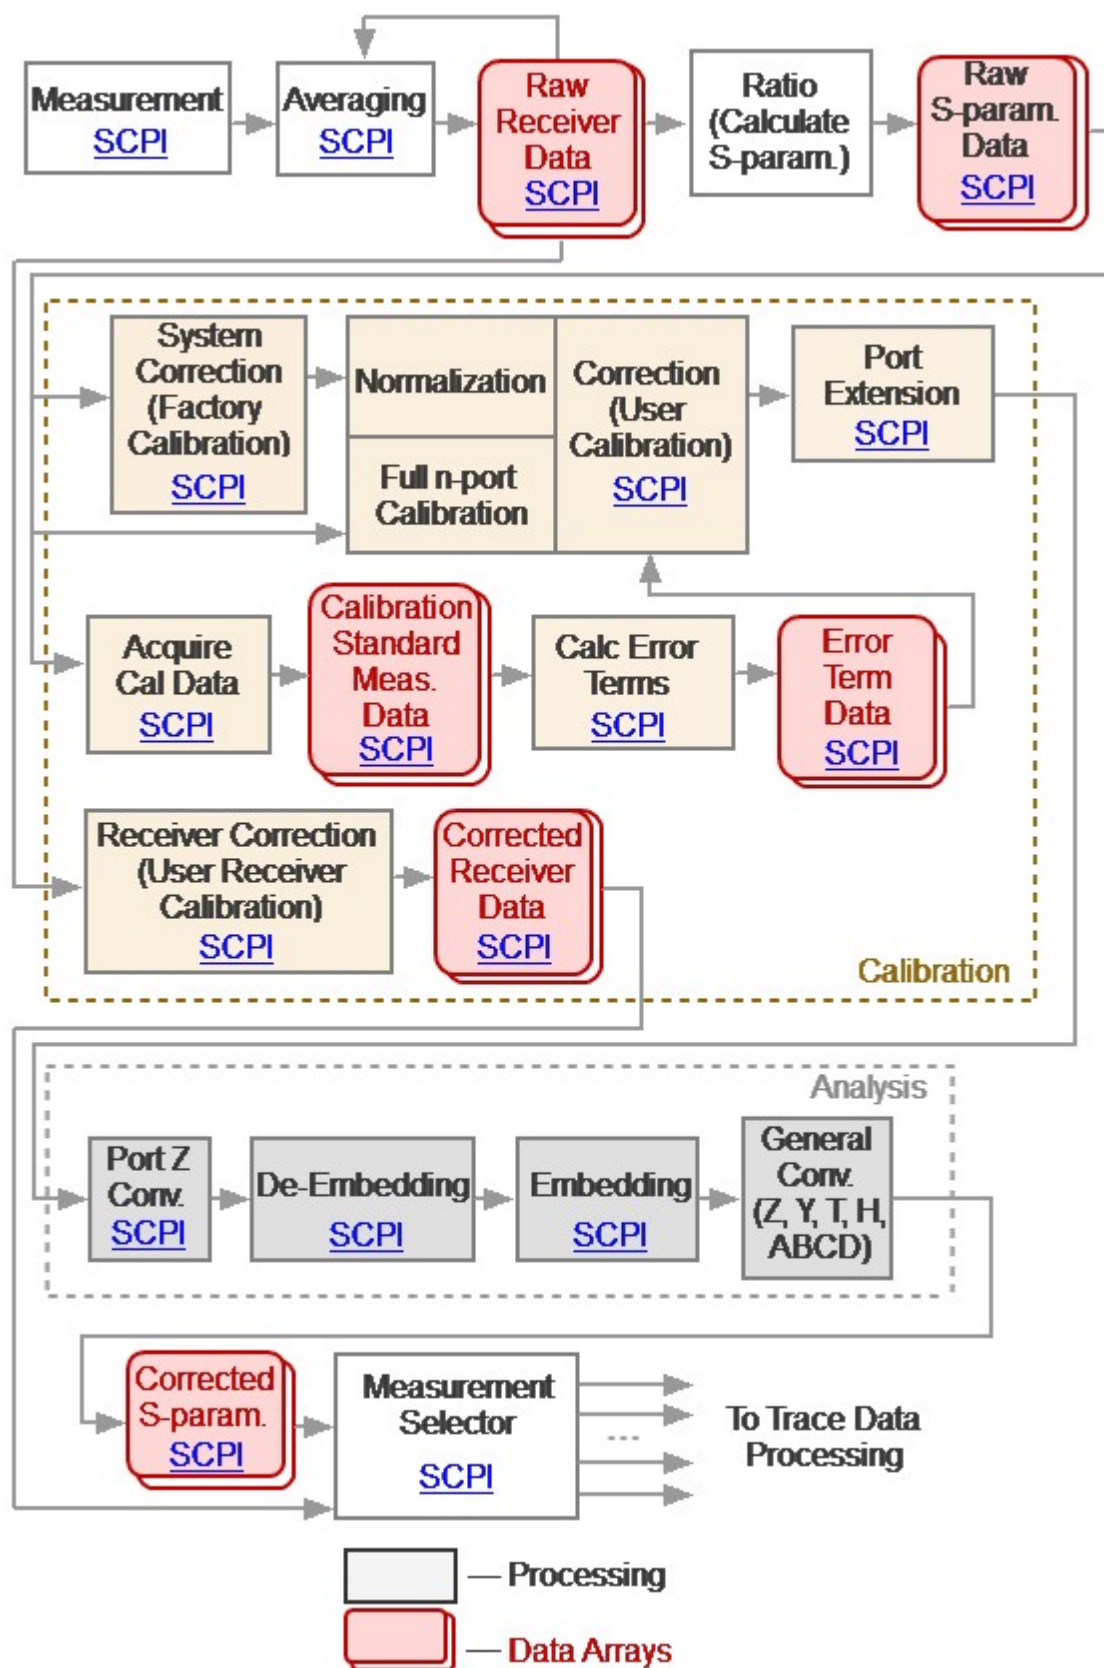 Measurement
SCPI
Averaging
SCPI
Raw
Receiver
Data
SCPI
Ratio
(Calculate
S-param.)
Raw
S-param.
Data
SCPI
System
Correction
(Factory
Calibration)
SCPI
Normalization
Full n-port
Calibration
Correction
(User
Calibration)
SCPI
Port
Extension
SCPI
Acquire
Cal Data
SCPI
Calibration
Standard
Meas.
Data
SCPI
Calc Error
Terms
SCPI
Error
Term
Data
SCPI
Receiver Correction
(User Receiver
Calibration)
SCPI
Corrected
Receiver
Data
SCPI
Calibration
Analysis
Port Z
Conv.
SCPI
De-Embedding
SCPI
Embedding
SCPI
General
Conv.
(Z, Y, T, H,
ABCD)
Corrected
S-param.
SCPI
Measurement
Selector
SCPI
To Trace Data
Processing
— Processing
— Data Arrays